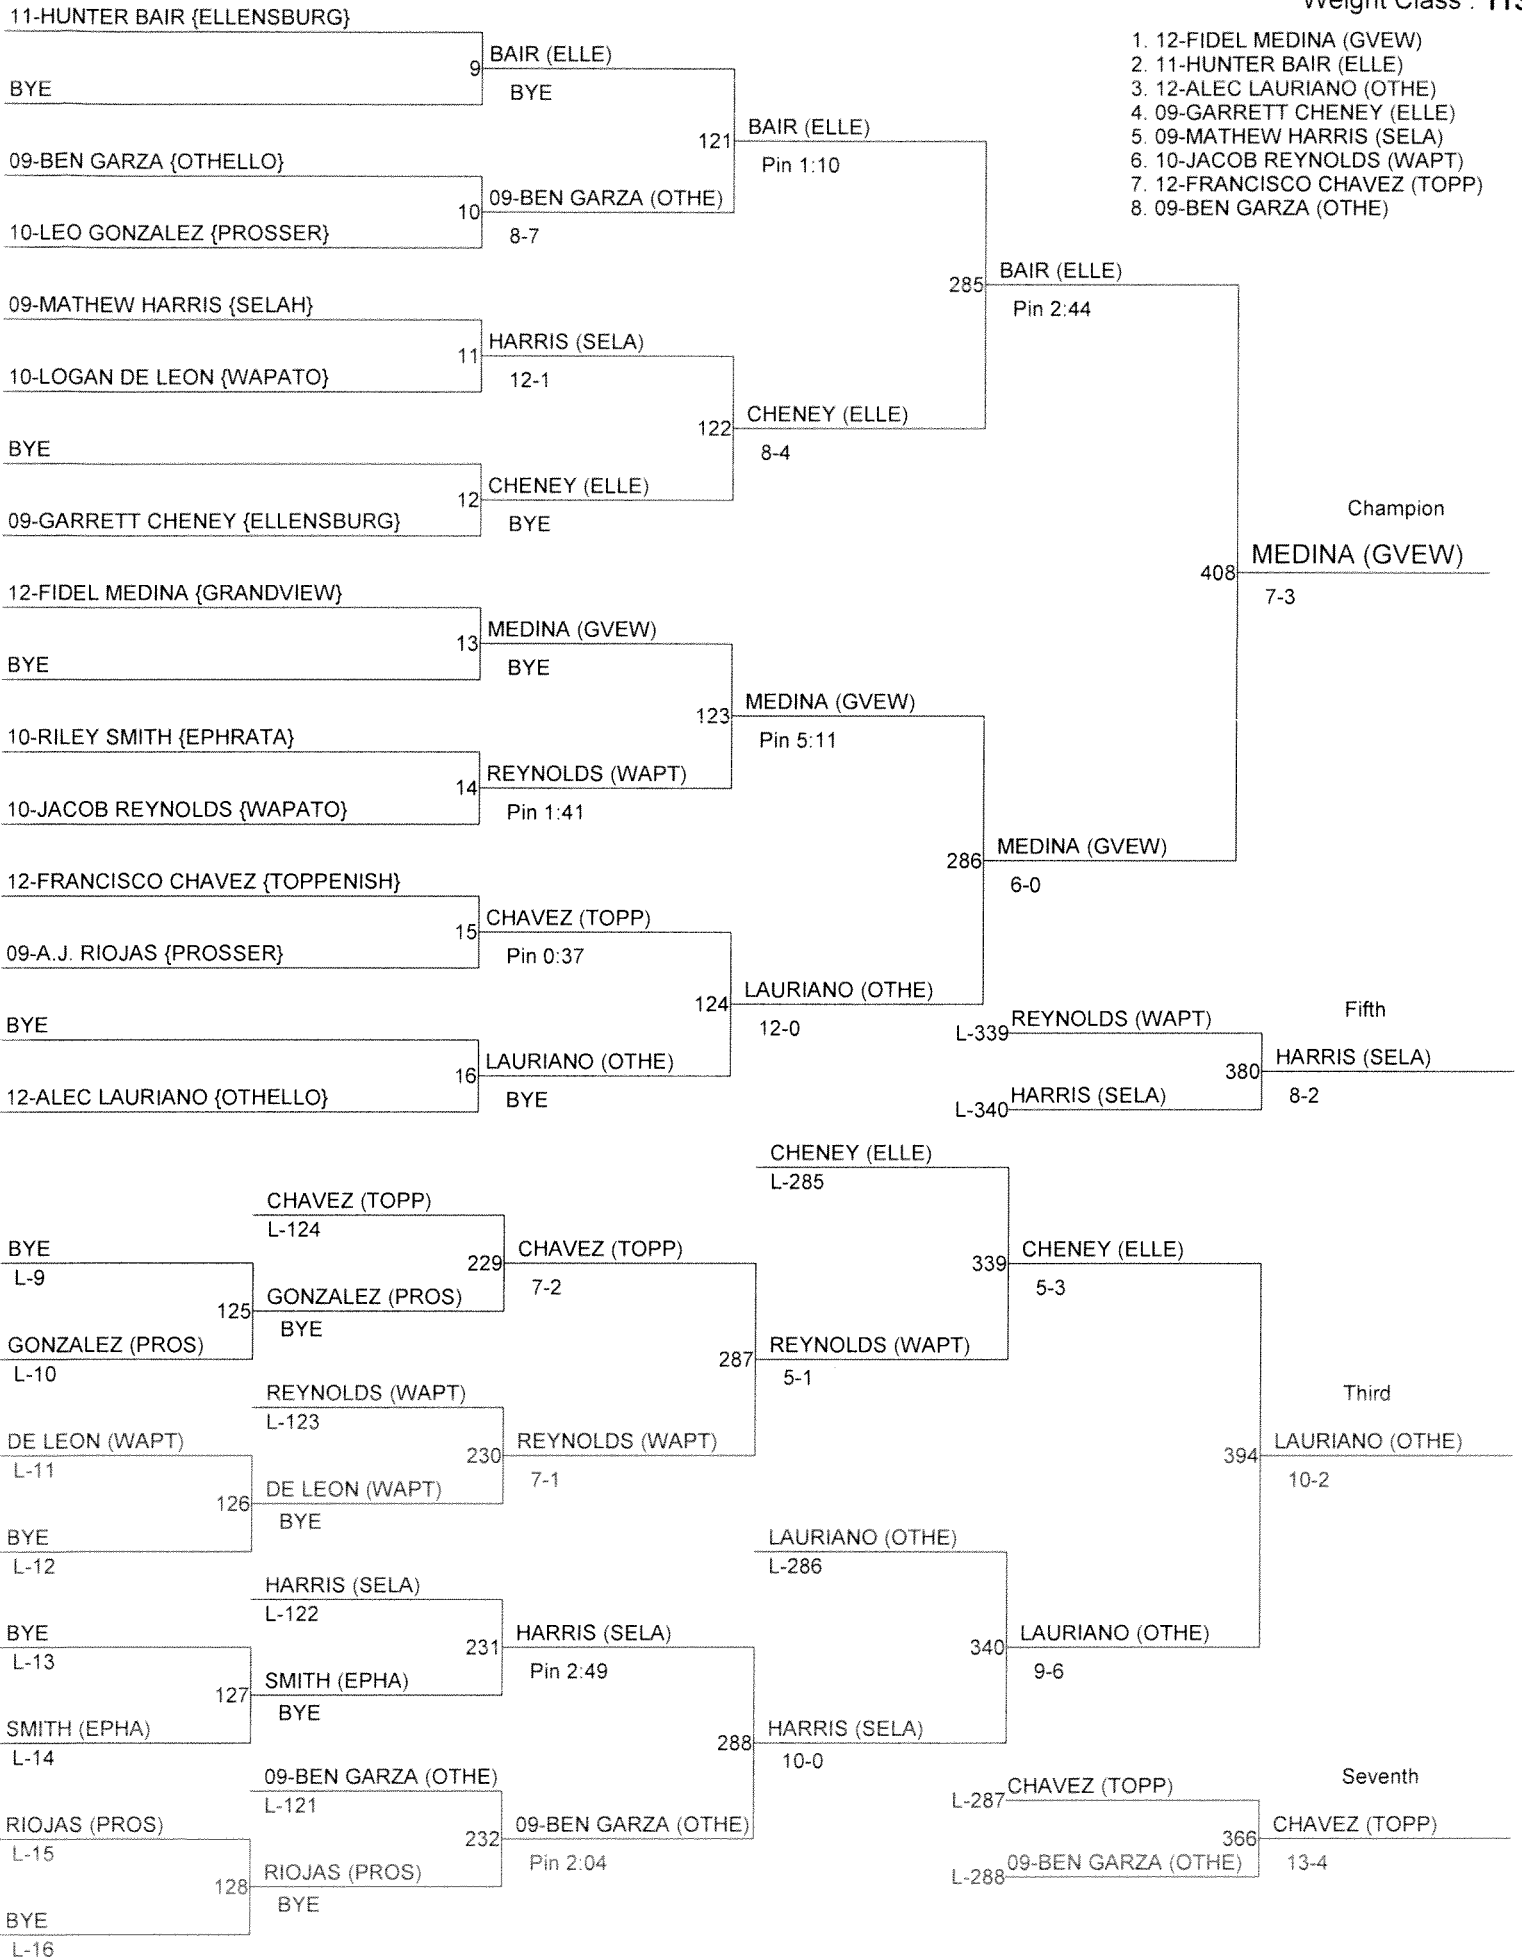 Weight Class : 113
1. 12-FIDEL MEDINA (GVEW)
2. 11-HUNTER BAIR (ELLE)
3. 12-ALEC LAURIANO (OTHE)
4. 09-GARRETT CHENEY (ELLE)
5. 09-MATHEW HARRIS (SELA)
6. 10-JACOB REYNOLDS (WAPT)
7. 12-FRANCISCO CHAVEZ (TOPP)
8. 09-BEN GARZA (OTHE)
11-HUNTER BAIR {ELLENSBURG}
9 BAIR (ELLE)
BYE
BYE
121 BAIR (ELLE)
Pin 1:10
09-BEN GARZA {OTHELLO}
10 09-BEN GARZA (OTHE)
10-LEO GONZALEZ {PROSSER}
8-7
285 BAIR (ELLE)
Pin 2:44
09-MATHEW HARRIS {SELAH}
11 HARRIS (SELA)
10-LOGAN DE LEON {WAPATO}
12-1
122 CHENEY (ELLE)
8-4
BYE
12 CHENEY (ELLE)
09-GARRETT CHENEY {ELLENSBURG}
BYE
Champion
408 MEDINA (GVEW)
7-3
12-FIDEL MEDINA {GRANDVIEW}
13 MEDINA (GVEW)
BYE
BYE
123 MEDINA (GVEW)
Pin 5:11
10-RILEY SMITH {EPHRATA}
14 REYNOLDS (WAPT)
10-JACOB REYNOLDS {WAPATO}
Pin 1:41
286 MEDINA (GVEW)
6-0
12-FRANCISCO CHAVEZ {TOPPENISH}
15 CHAVEZ (TOPP)
09-A.J. RIOJAS {PROSSER}
Pin 0:37
124 LAURIANO (OTHE)
12-0
BYE
16 LAURIANO (OTHE)
12-ALEC LAURIANO {OTHELLO}
BYE
Fifth
L-339 REYNOLDS (WAPT)
380 HARRIS (SELA)
L-340 HARRIS (SELA)
8-2
CHENEY (ELLE)
L-285
CHAVEZ (TOPP)
L-124
BYE
L-9
229 CHAVEZ (TOPP)
7-2
339 CHENEY (ELLE)
5-3
125 GONZALEZ (PROS)
BYE
GONZALEZ (PROS)
L-10
287 REYNOLDS (WAPT)
5-1
REYNOLDS (WAPT)
L-123
Third
DE LEON (WAPT)
L-11
230 REYNOLDS (WAPT)
7-1
394 LAURIANO (OTHE)
10-2
126 DE LEON (WAPT)
BYE
BYE
L-12
LAURIANO (OTHE)
L-286
HARRIS (SELA)
L-122
BYE
L-13
231 HARRIS (SELA)
Pin 2:49
340 LAURIANO (OTHE)
9-6
127 SMITH (EPHA)
BYE
SMITH (EPHA)
L-14
288 HARRIS (SELA)
10-0
09-BEN GARZA (OTHE)
L-121
Seventh
L-287 CHAVEZ (TOPP)
RIOJAS (PROS)
L-15
232 09-BEN GARZA (OTHE)
Pin 2:04
366 CHAVEZ (TOPP)
13-4
L-288 09-BEN GARZA (OTHE)
128 RIOJAS (PROS)
BYE
BYE
L-16